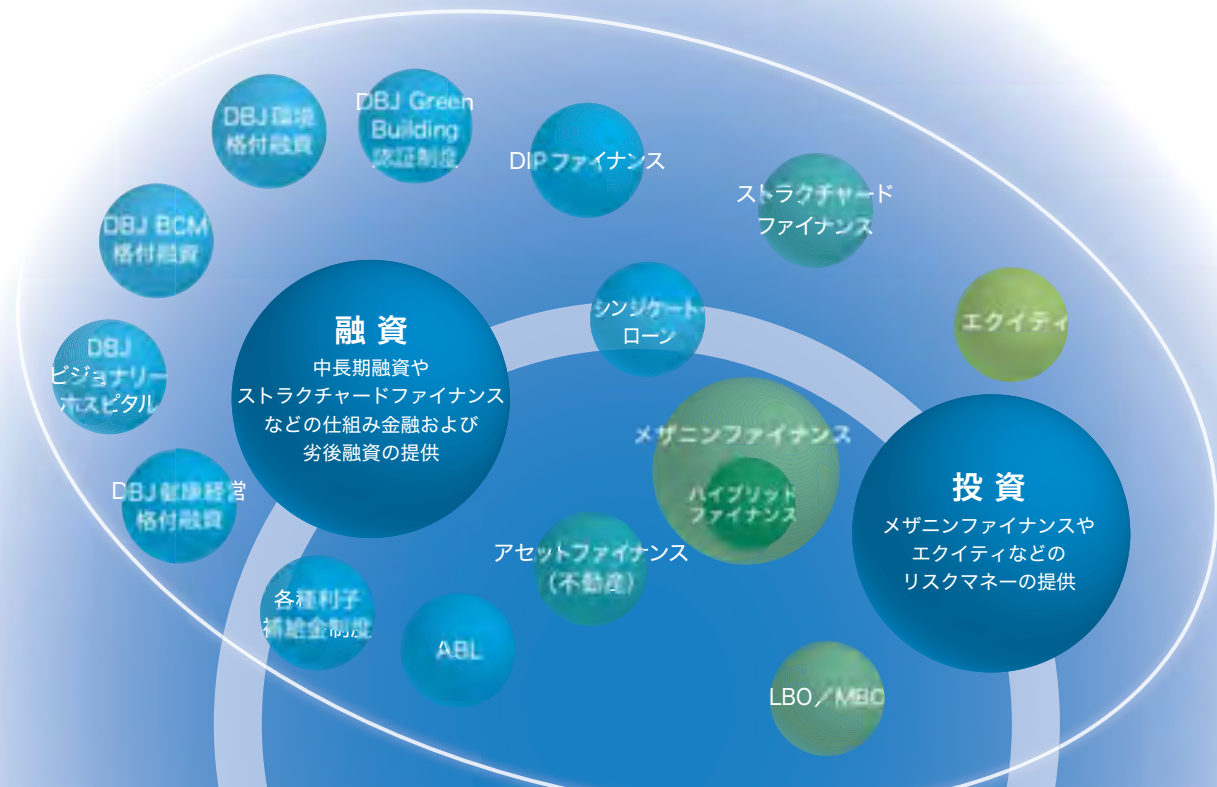 DBJ 環境
格付融資
DBJ Green
Building
認証制度
DIPファイナンス
ストラクチャード
ファイナンス
DBJ BCM
格付融資
シンジケート・
ローン
エクイティ
融資
中長期融資や
ストラクチャードファイナンス
などの仕組み金融および
劣後融資の提供
DBJ
ビジョナリー
ホスピタル
メザニンファイナンス
ハイブリッド
ファイナンス
投資
メザニンファイナンスや
エクイティなどの
リスクマネーの提供
DBJ 健康経営
格付融資
アセットファイナンス
（不動産）
各種利子
補給金制度
ABL
LBO／MBO